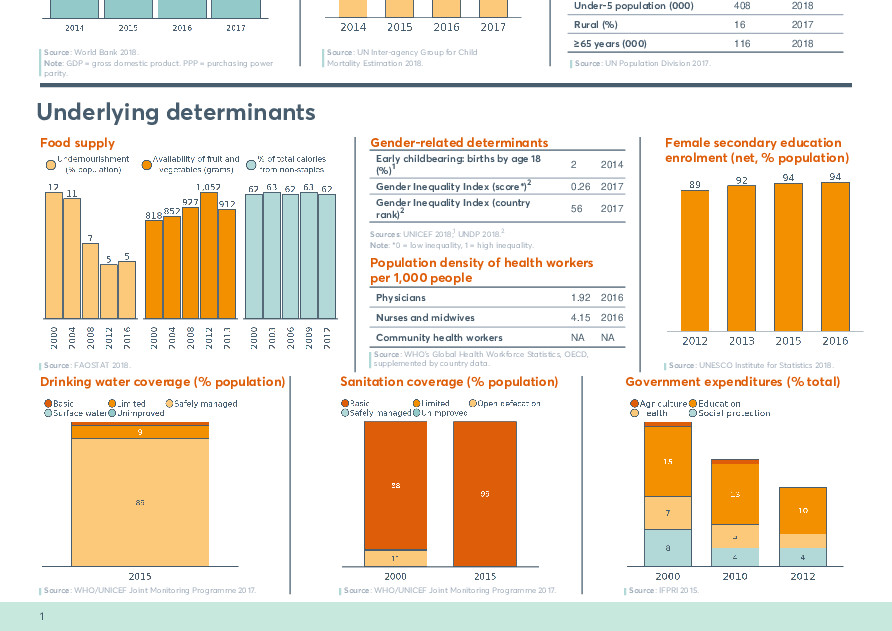 2014 2015 2016 2017
Source: World Bank 2018.
Note: GDP = gross domestic product. PPP = purchasing power
parity.
2014 2015 2016 2017
Source: UN Inter-agency Group for Child
Mortality Estimation 2018.
Under-5 population (000) 408 2018
Rural (%) 16 2017
≥65 years (000) 116 2018
Source: UN Population Division 2017.
Underlying determinants
Food supply
Undernourishment (% population)
Availability of fruit and vegetables (grams)
% of total calories from non-staples
12 11 7 5 5
818 852 927 1,052 912
62 63 62 63 62
2000 2004 2008 2012 2016
2000 2004 2008 2012 2013
2000 2003 2006 2009 2012
Source: FAOSTAT 2018.
Gender-related determinants
Early childbearing: births by age 18
(%)1 2 2014
Gender Inequality Index (score*)2 0.26 2017
Gender Inequality Index (country
rank)2 56 2017
Sources: UNICEF 2018,1 UNDP 2018.2
Note: *0 = low inequality, 1 = high inequality.
Population density of health workers
per 1,000 people
Physicians 1.92 2016
Nurses and midwives 4.15 2016
Community health workers NA NA
Source: WHO's Global Health Workforce Statistics, OECD,
supplemented by country data.
Female secondary education
enrolment (net, % population)
89 92 94 94
2012 2013 2015 2016
Source: UNESCO Institute for Statistics 2018.
Drinking water coverage (% population)
Basic Limited Safely managed
Surface water Unimproved
9
2015
Source: WHO/UNICEF Joint Monitoring Programme 2017.
Sanitation coverage (% population)
Basic Limited Open defecation
Safely managed Unimproved
88
11
2000 2015
Source: WHO/UNICEF Joint Monitoring Programme 2017.
Government expenditures (% total)
Agriculture Education
Health Social protection
7
8
13
4
10
4
2000 2010 2012
Source: IFPRI 2015.
1